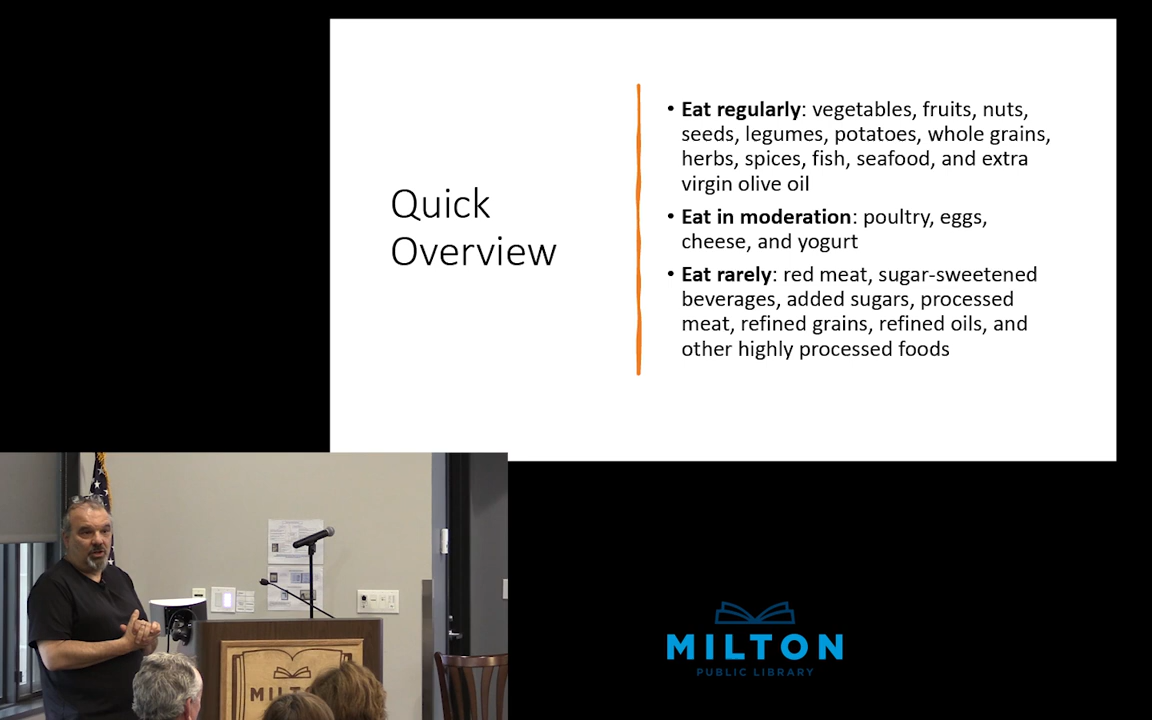 Quick
Overview
• Eat regularly: vegetables, fruits, nuts,
seeds, legumes, potatoes, whole grains,
herbs, spices, fish, seafood, and extra
virgin olive oil
• Eat in moderation: poultry, eggs,
cheese, and yogurt
• Eat rarely: red meat, sugar-sweetened
beverages, added sugars, processed
meat, refined grains, refined oils, and
other highly processed foods
MILTON
PUBLIC LIBRARY